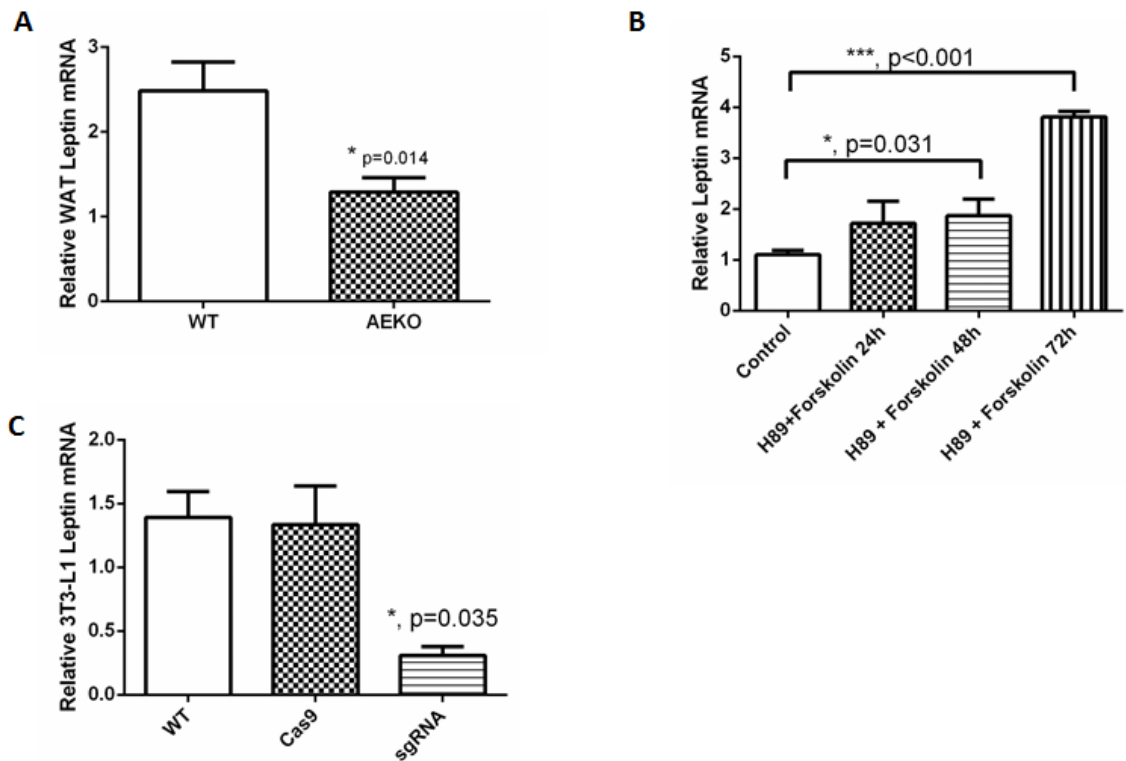 A
Relative WAT Leptin mRNA
3
2
1
0
* p=0.014
WT
AEKO
B
Relative Leptin mRNA
5
4
3
2
1
0
***, p<0.001
*, p=0.031
Control
H89+Forskolin 24h
H89 + Forskolin 48h
H89 + Forskolin 72h
C
Relative 3T3-L1 Leptin mRNA
2.0
1.5
1.0
0.5
0.0
*, p=0.035
WT
Cas9
sgRNA